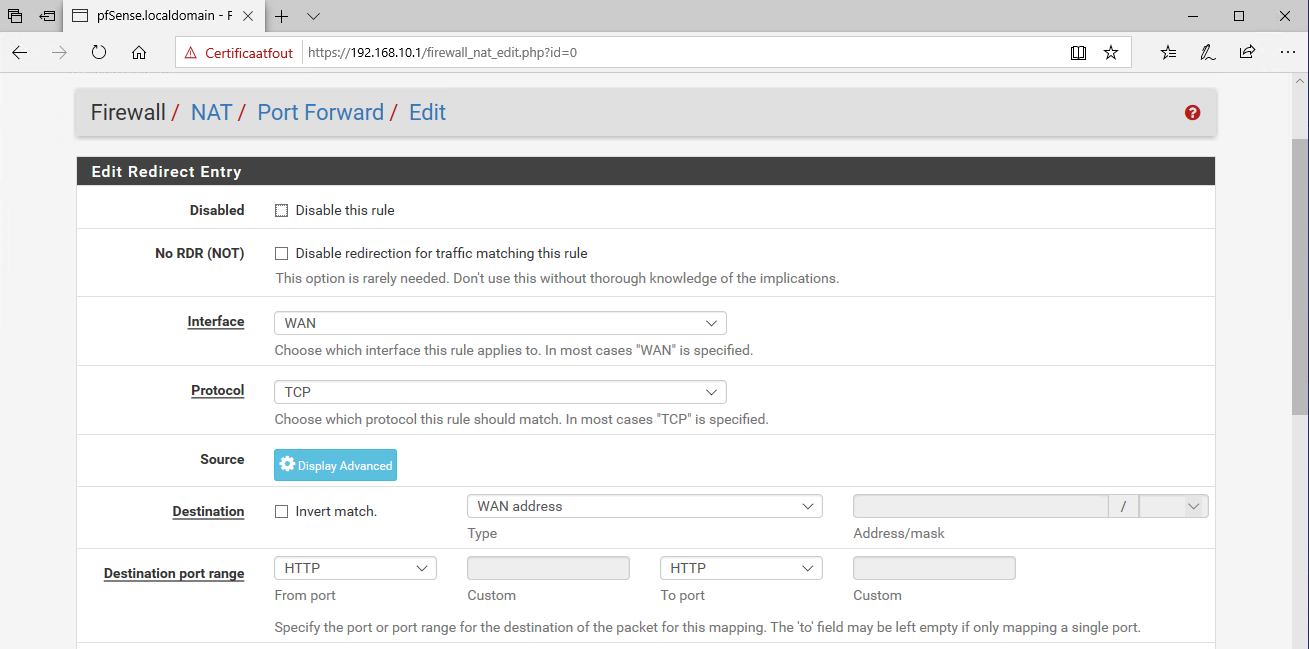 pfSense.localdomain - F
Certificaatfout https://192.168.10.1/firewall_nat_edit.php?id=0
Firewall / NAT / Port Forward / Edit
Edit Redirect Entry
Disabled Disable this rule
No RDR (NOT) Disable redirection for traffic matching this rule
This option is rarely needed. Don't use this without thorough knowledge of the implications.
Interface WAN
Choose which interface this rule applies to. In most cases "WAN" is specified.
Protocol TCP
Choose which protocol this rule should match. In most cases "TCP" is specified.
Source Display Advanced
Destination Invert match. WAN address /
Type Address/mask
Destination port range HTTP HTTP
From port Custom To port Custom
Specify the port or port range for the destination of the packet for this mapping. The 'to' field may be left empty if only mapping a single port.